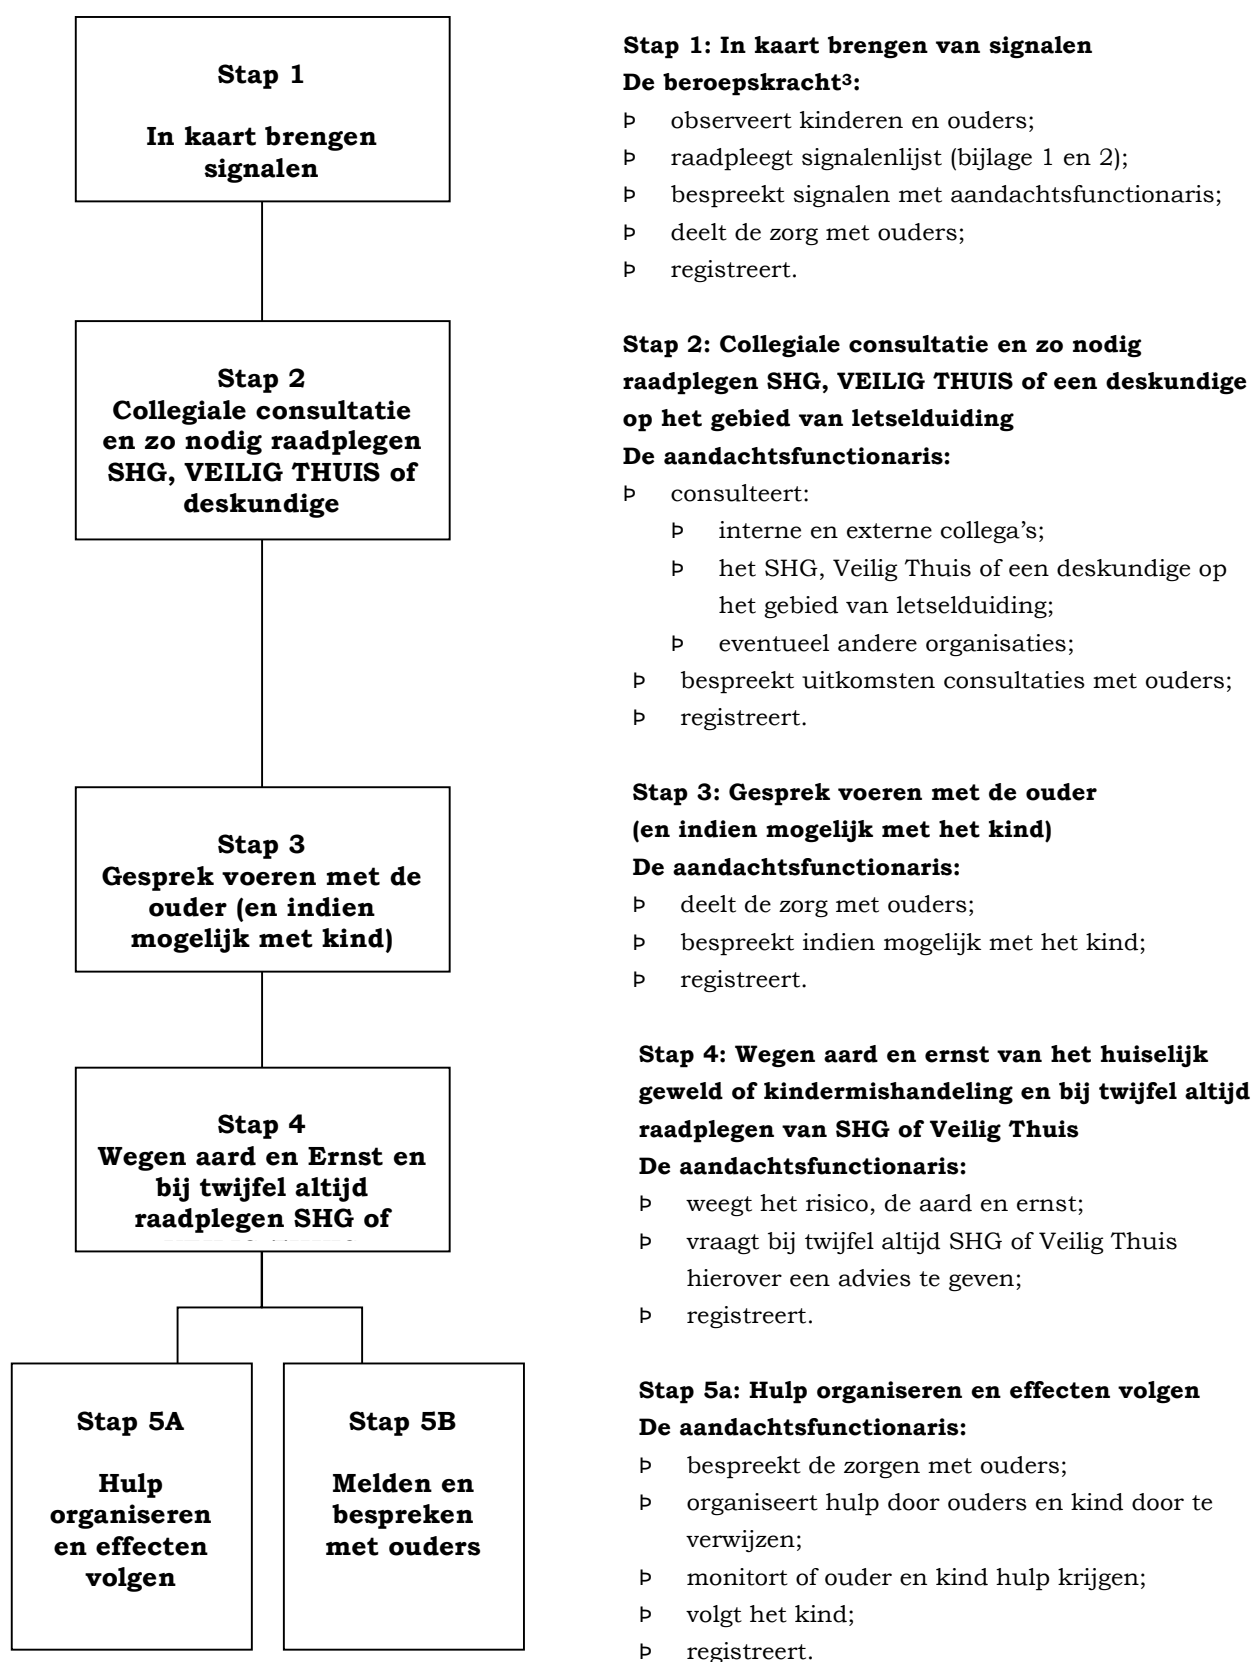 Stap 1
In kaart brengen
signalen
Stap 2
Collegiale consultatie
en zo nodig raadplegen
SHG, VEILIG THUIS of
deskundige
Stap 3
Gesprek voeren met de
ouder (en indien
mogelijk met kind)
Stap 4
Wegen aard en Ernst en
bij twijfel altijd
raadplegen SHG of
Stap 5A
Hulp
organiseren
en effecten
volgen
Stap 5B
Melden en
bespreken
met ouders
Stap 1: In kaart brengen van signalen
De beroepskracht³:
Þ observeert kinderen en ouders;
Þ raadpleegt signalenlijst (bijlage 1 en 2);
Þ bespreekt signalen met aandachtsfunctionaris;
Þ deelt de zorg met ouders;
Þ registreert.
Stap 2: Collegiale consultatie en zo nodig
raadplegen SHG, VEILIG THUIS of een deskundige
op het gebied van letselduiding
De aandachtsfunctionaris:
Þ consulteert:
Þ interne en externe collega’s;
Þ het SHG, Veilig Thuis of een deskundige op
het gebied van letselduiding;
Þ eventueel andere organisaties;
Þ bespreekt uitkomsten consultaties met ouders;
Þ registreert.
Stap 3: Gesprek voeren met de ouder
(en indien mogelijk met het kind)
De aandachtsfunctionaris:
Þ deelt de zorg met ouders;
Þ bespreekt indien mogelijk met het kind;
Þ registreert.
Stap 4: Wegen aard en ernst van het huiselijk
geweld of kindermishandeling en bij twijfel altijd
raadplegen van SHG of Veilig Thuis
De aandachtsfunctionaris:
Þ weegt het risico, de aard en ernst;
Þ vraagt bij twijfel altijd SHG of Veilig Thuis
hierover een advies te geven;
Þ registreert.
Stap 5a: Hulp organiseren en effecten volgen
De aandachtsfunctionaris:
Þ bespreekt de zorgen met ouders;
Þ organiseert hulp door ouders en kind door te
verwijzen;
Þ monitort of ouder en kind hulp krijgen;
Þ volgt het kind;
Þ registreert.